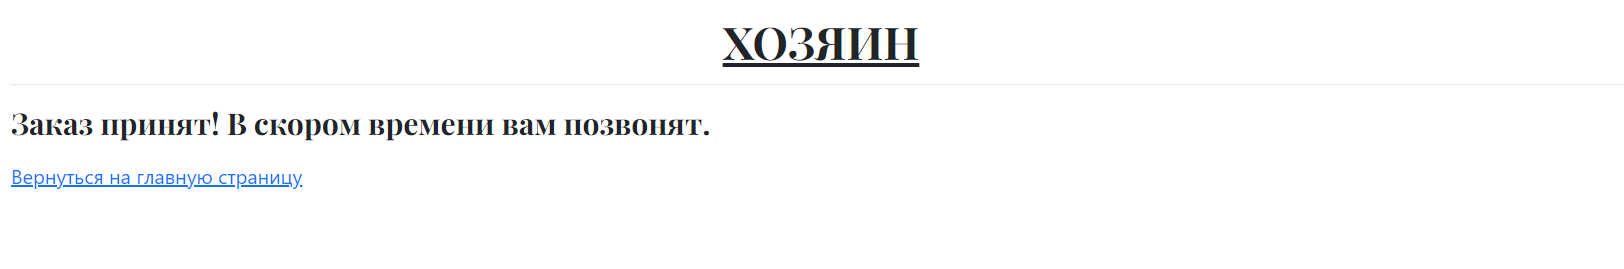 ХОЗЯИН
Заказ принят! В скором времени вам позвонят.
Вернуться на главную страницу